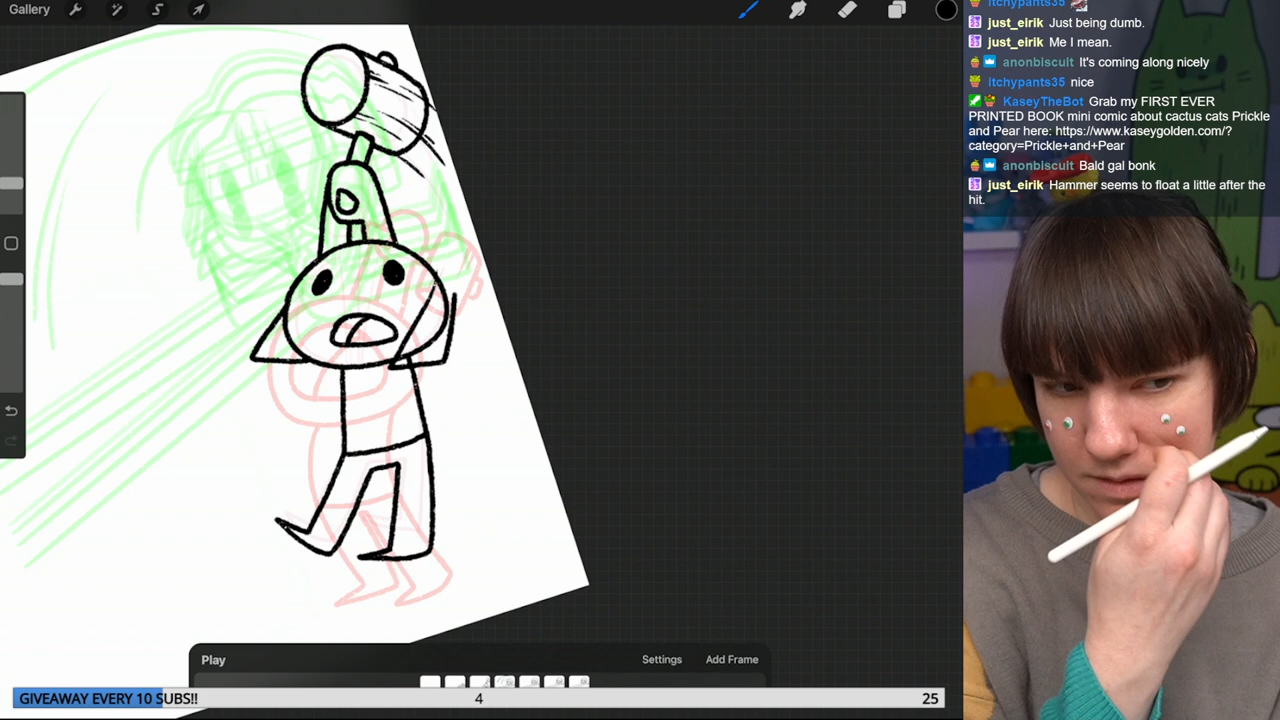 Gallery
Itchypants35
just_eirik Just being dumb.
just_eirik Me I mean.
anonbiscuit It's coming along nicely
Itchypants35 nice
KaseyTheBot Grab my FIRST EVER
PRINTED BOOK mini comic about cactus cats Prickle
and Pear here: https://www.kaseygolden.com/?
category=Prickle+and+Pear
anonbiscuit Bald gal bonk
just_eirik Hammer seems to float a little after the
hit.
Play
Settings
Add Frame
GIVEAWAY EVERY 10 SUBS!!
4
25